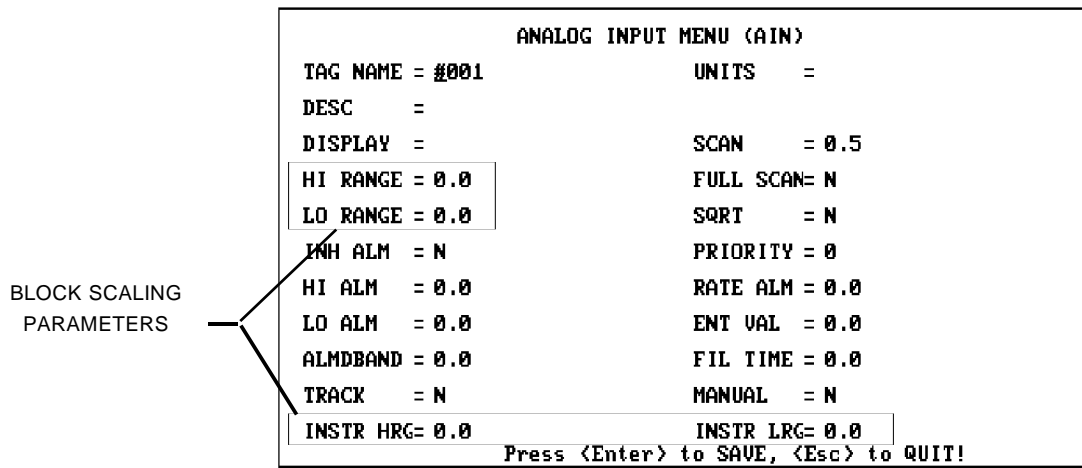 ANALOG INPUT MENU (AIN)
TAG NAME = #001 UNITS =
DESC =
DISPLAY = SCAN = 0.5
HI RANGE = 0.0 FULL SCAN= N
LO RANGE = 0.0 SQRT = N
INH ALM = N PRIORITY = 0
HI ALM = 0.0 RATE ALM = 0.0
LO ALM = 0.0 ENT VAL = 0.0
ALMDBAND = 0.0 FIL TIME = 0.0
TRACK = N MANUAL = N
INSTR HRG= 0.0 INSTR LRG= 0.0
Press <Enter> to SAVE, <Esc> to QUIT!
BLOCK SCALING
PARAMETERS